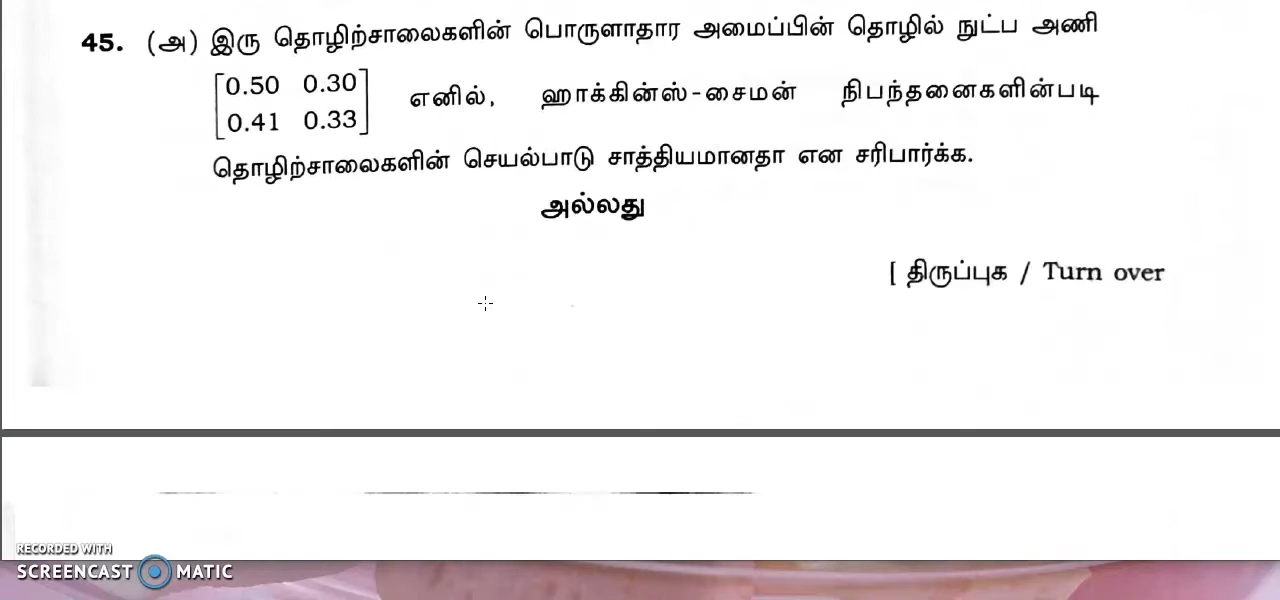 45. (அ) இரு தொழிற்சாலைகளின் பொருளாதார அமைப்பின் தொழில் நுட்ப அணி
[0.50 0.30
0.41 0.33] எனில், ஹாக்கின்ஸ்-சைமன் நிபந்தனைகளின்படி
தொழிற்சாலைகளின் செயல்பாடு சாத்தியமானதா என சரிபார்க்க.
அல்லது
[ திருப்புக / Turn over
RECORDED WITH
SCREENCAST MATIC